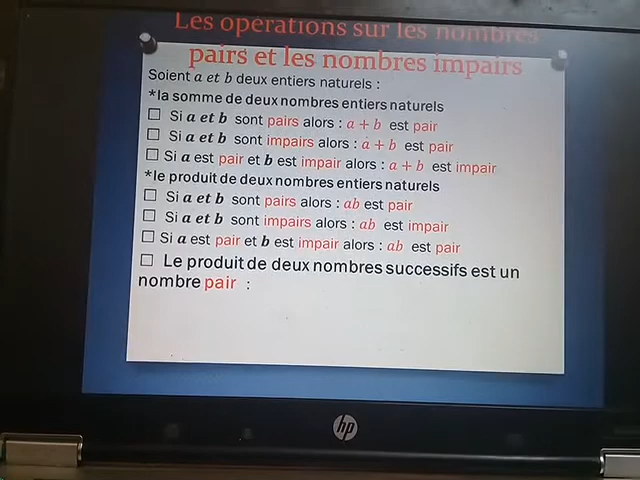 Les opérations sur les nombres
pairs et les nombres impairs
Soient a et b deux entiers naturels :
*la somme de deux nombres entiers naturels
□ Si a et b sont pairs alors : a + b est pair
□ Si a et b sont impairs alors : a + b est pair
□ Si a est pair et b est impair alors : a + b est impair
*le produit de deux nombres entiers naturels
□ Si a et b sont pairs alors : ab est pair
□ Si a et b sont impairs alors : ab est impair
□ Si a est pair et b est impair alors : ab est pair
□ Le produit de deux nombres successifs est un
nombre pair :
hp